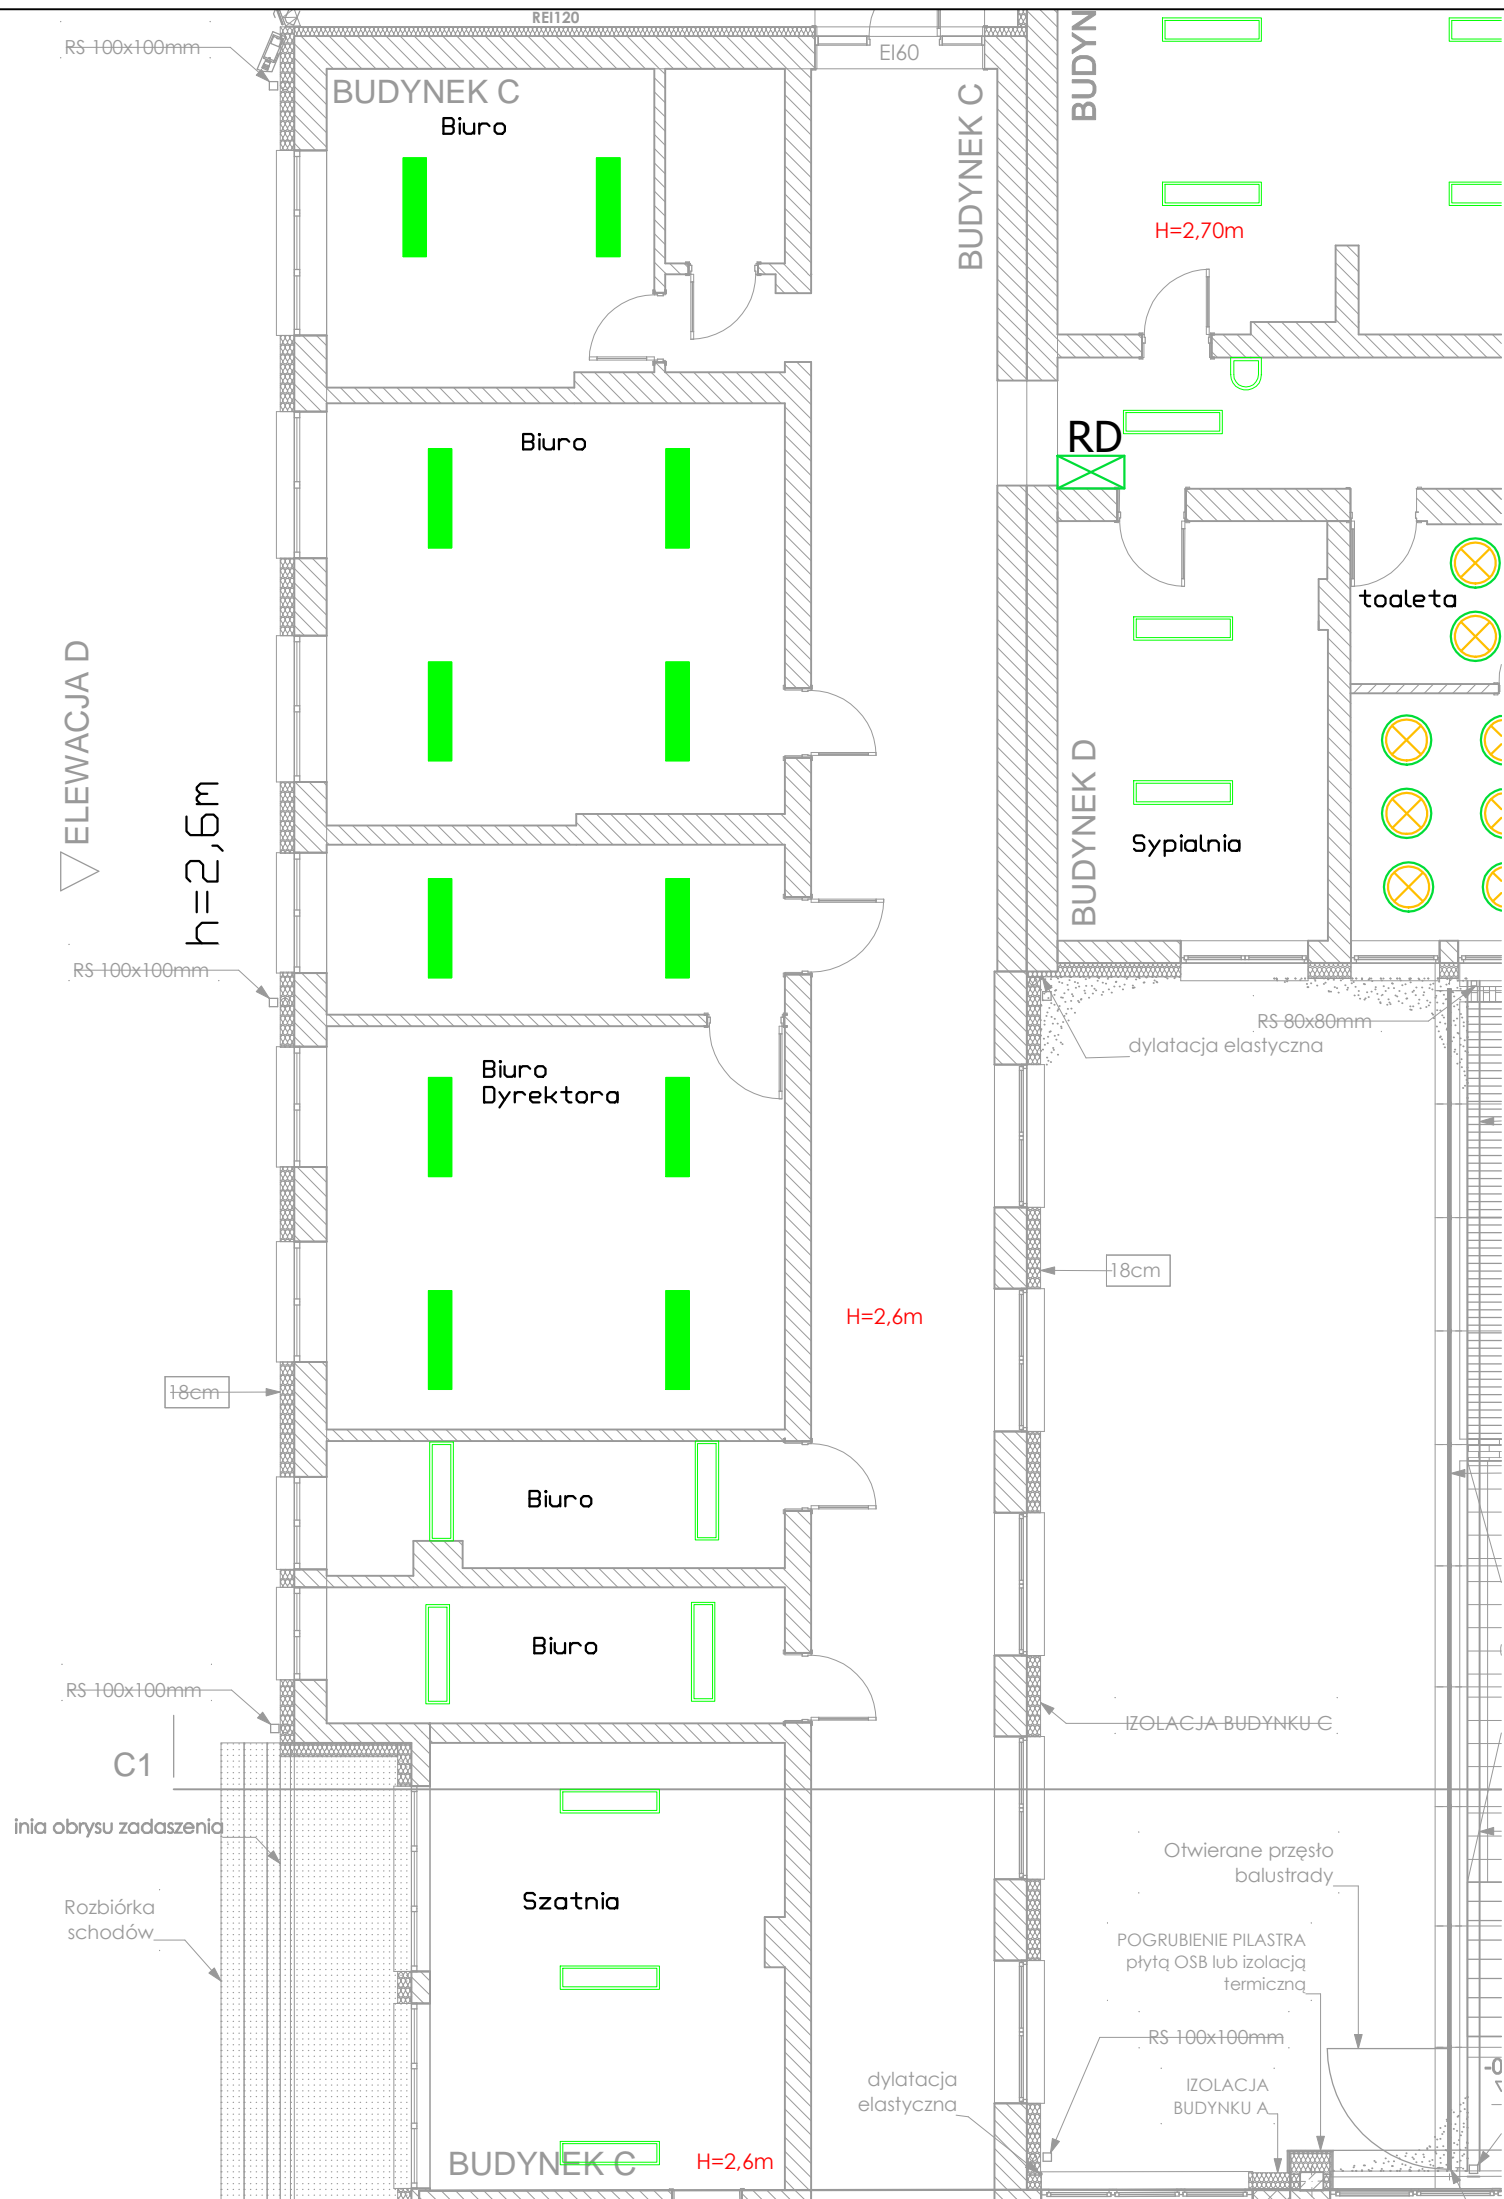 REI120
RS 100x100mm
EI60
BUDYNEK C
Biuro
BUDYNEK C
BUDYN
H=2,70m
RD
Biuro
toaleta
ELEWACJA D
h=2,6m
BUDYNEK D
Sypialnia
RS 100x100mm
RS 80x80mm
dylatacja elastyczna
Biuro
Dyrektora
18cm
H=2,6m
18cm
Biuro
Biuro
RS 100x100mm
IZOLACJA BUDYNKU C
C1
inia obrysu zadaszenia
Otwierane przęsło
balustrady
Szatnia
Rozbiórka
schodów
POGRUBIENIE PILASTRA
płytą OSB lub izolacją
termiczną
RS 100x100mm
dylatacja
elastyczna
IZOLACJA
BUDYNKU A
-0
BUDYNEK C
H=2,6m